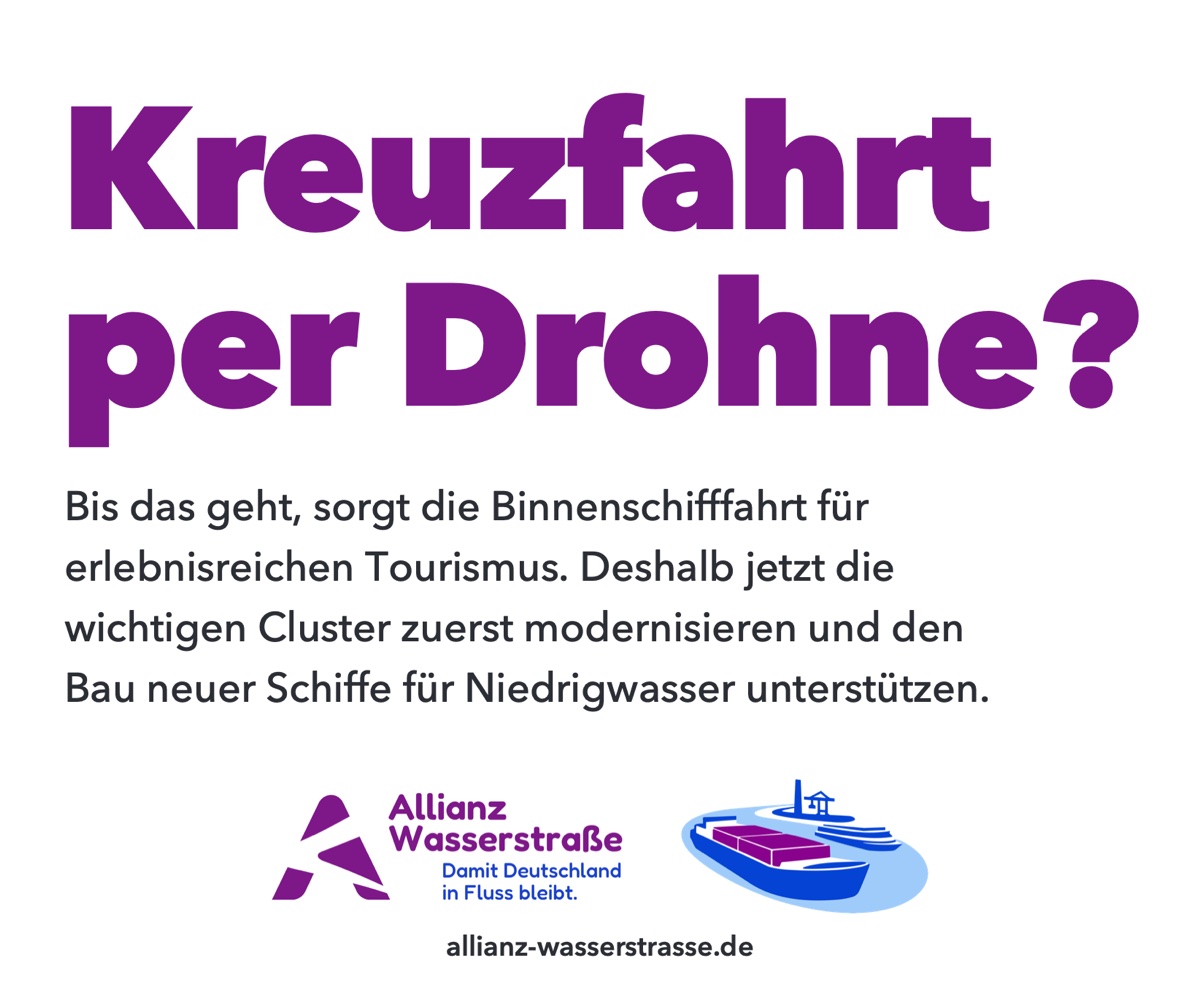 Kreuzfahrt
per Drohne?
Bis das geht, sorgt die Binnenschifffahrt für
erlebnisreichen Tourismus. Deshalb jetzt die
wichtigen Cluster zuerst modernisieren und den
Bau neuer Schiffe für Niedrigwasser unterstützen.
Allianz
Wasserstraße
Damit Deutschland
in Fluss bleibt.
allianz-wasserstrasse.de